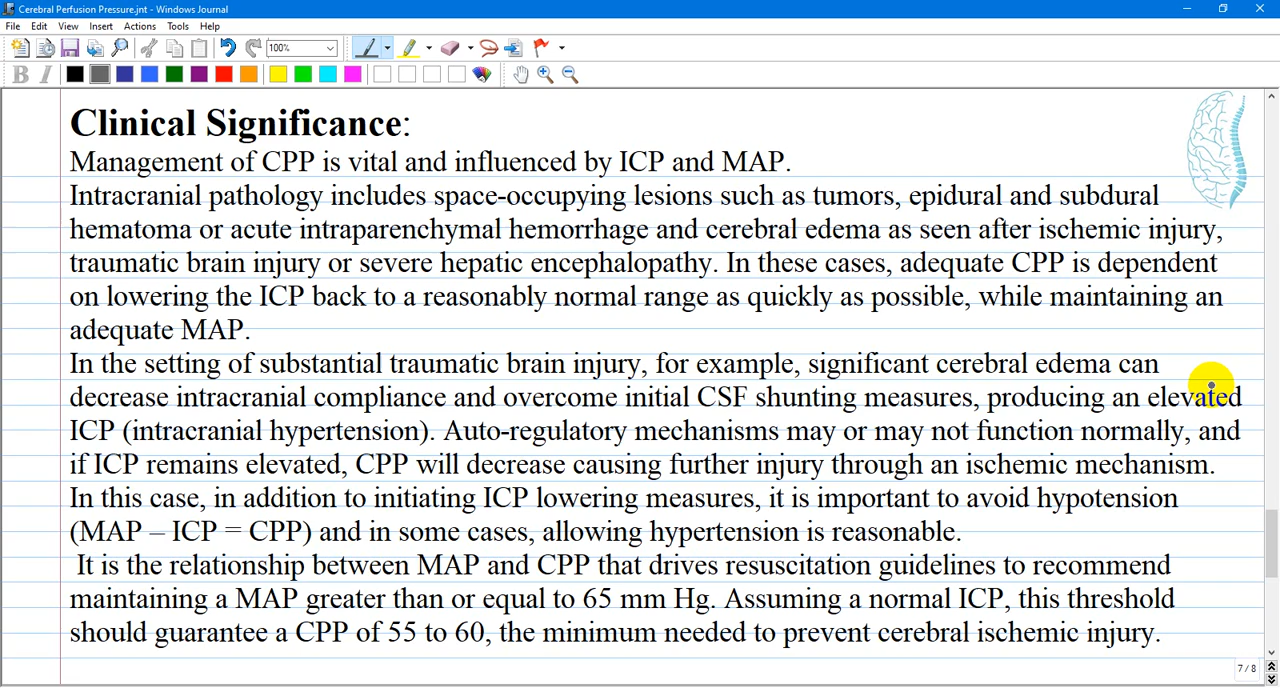 Cerebral Perfusion Pressure.jnt - Windows Journal
File Edit View Insert Actions Tools Help
100%
B I
Clinical Significance:
Management of CPP is vital and influenced by ICP and MAP.
Intracranial pathology includes space-occupying lesions such as tumors, epidural and subdural
hematoma or acute intraparenchymal hemorrhage and cerebral edema as seen after ischemic injury,
traumatic brain injury or severe hepatic encephalopathy. In these cases, adequate CPP is dependent
on lowering the ICP back to a reasonably normal range as quickly as possible, while maintaining an
adequate MAP.
In the setting of substantial traumatic brain injury, for example, significant cerebral edema can
decrease intracranial compliance and overcome initial CSF shunting measures, producing an elevated
ICP (intracranial hypertension). Auto-regulatory mechanisms may or may not function normally, and
if ICP remains elevated, CPP will decrease causing further injury through an ischemic mechanism.
In this case, in addition to initiating ICP lowering measures, it is important to avoid hypotension
(MAP – ICP = CPP) and in some cases, allowing hypertension is reasonable.
It is the relationship between MAP and CPP that drives resuscitation guidelines to recommend
maintaining a MAP greater than or equal to 65 mm Hg. Assuming a normal ICP, this threshold
should guarantee a CPP of 55 to 60, the minimum needed to prevent cerebral ischemic injury.
7 / 8